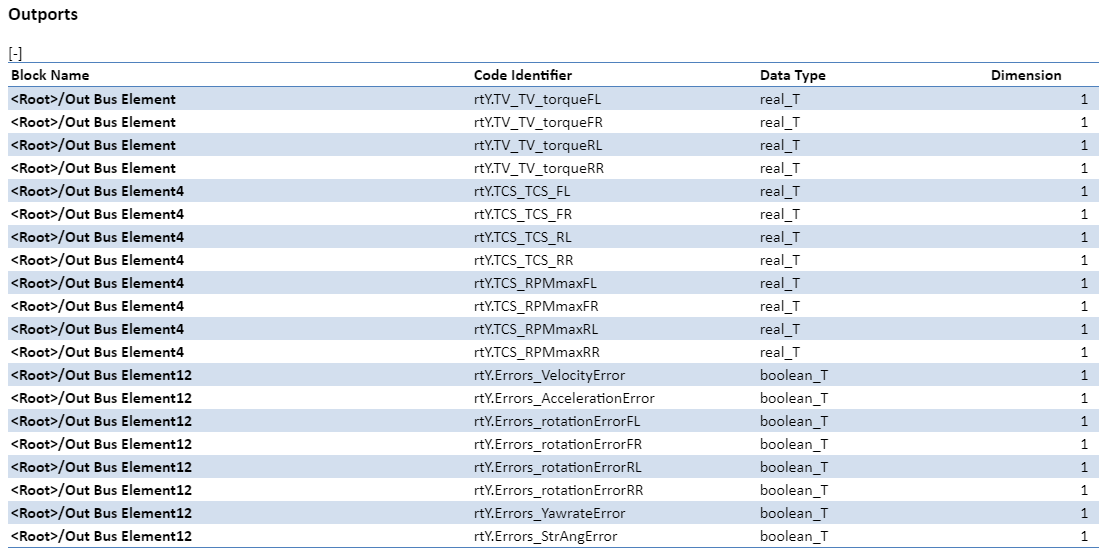 Outports
[-]
Block Name Code Identifier Data Type Dimension
<Root>/Out Bus Element rtY.TV_TV_torqueFL real_T 1
<Root>/Out Bus Element rtY.TV_TV_torqueFR real_T 1
<Root>/Out Bus Element rtY.TV_TV_torqueRL real_T 1
<Root>/Out Bus Element rtY.TV_TV_torqueRR real_T 1
<Root>/Out Bus Element4 rtY.TCS_TCS_FL real_T 1
<Root>/Out Bus Element4 rtY.TCS_TCS_FR real_T 1
<Root>/Out Bus Element4 rtY.TCS_TCS_RL real_T 1
<Root>/Out Bus Element4 rtY.TCS_TCS_RR real_T 1
<Root>/Out Bus Element4 rtY.TCS_RPMmaxFL real_T 1
<Root>/Out Bus Element4 rtY.TCS_RPMmaxFR real_T 1
<Root>/Out Bus Element4 rtY.TCS_RPMmaxRL real_T 1
<Root>/Out Bus Element4 rtY.TCS_RPMmaxRR real_T 1
<Root>/Out Bus Element12 rtY.Errors_VelocityError boolean_T 1
<Root>/Out Bus Element12 rtY.Errors_AccelerationError boolean_T 1
<Root>/Out Bus Element12 rtY.Errors_rotationErrorFL boolean_T 1
<Root>/Out Bus Element12 rtY.Errors_rotationErrorFR boolean_T 1
<Root>/Out Bus Element12 rtY.Errors_rotationErrorRL boolean_T 1
<Root>/Out Bus Element12 rtY.Errors_rotationErrorRR boolean_T 1
<Root>/Out Bus Element12 rtY.Errors_YawrateError boolean_T 1
<Root>/Out Bus Element12 rtY.Errors_StrAngError boolean_T 1